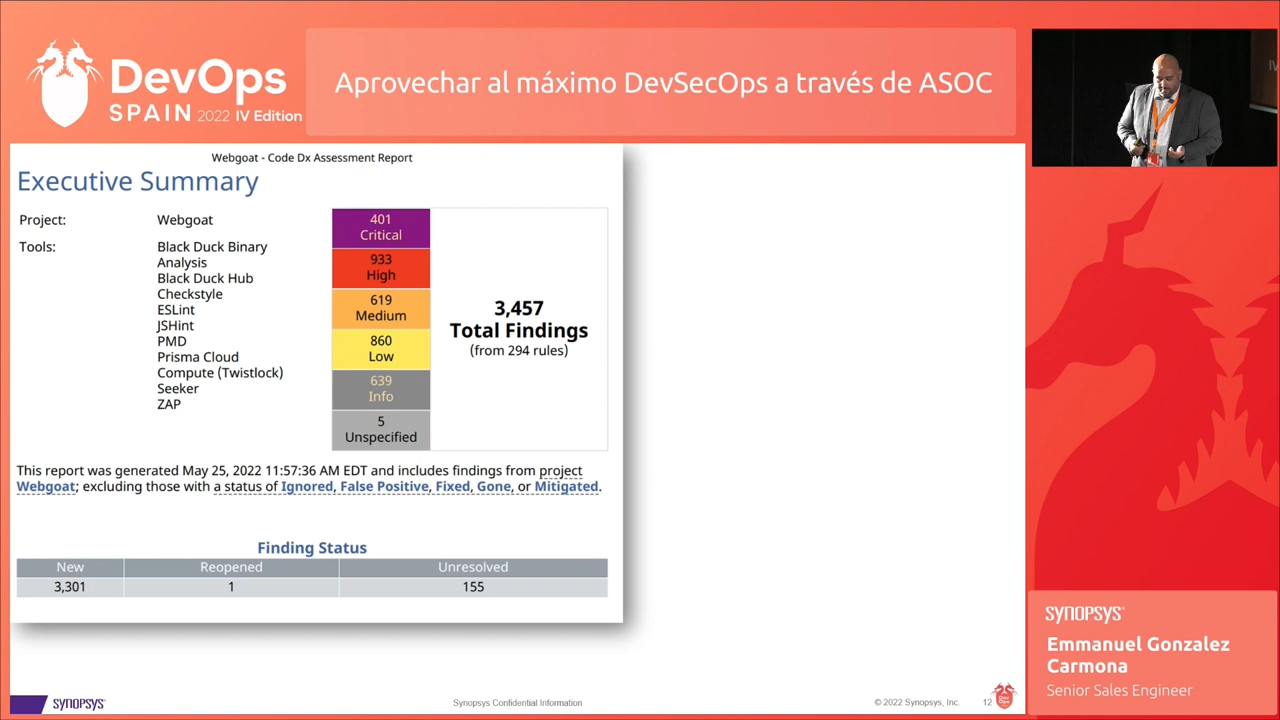 DevOps
SPAIN 2022 IV Edition
Aprovechar al máximo DevSecOps a través de ASOC
Webgoat - Code Dx Assessment Report
Executive Summary
Project: Webgoat
Tools: Black Duck Binary
Analysis
Black Duck Hub
Checkstyle
ESLint
JSHint
PMD
Prisma Cloud
Compute (Twistlock)
Seeker
ZAP
401
Critical
933
High
619
Medium
860
Low
639
Info
5
Unspecified
3,457
Total Findings
(from 294 rules)
This report was generated May 25, 2022 11:57:36 AM EDT and includes findings from project
Webgoat; excluding those with a status of Ignored, False Positive, Fixed, Gone, or Mitigated.
Finding Status
New Reopened Unresolved
3,301 1 155
SYNOPSYS®
Synopsys Confidential Information
© 2022 Synopsys, Inc.
12
SYNOPSYS®
Emmanuel Gonzalez
Carmona
Senior Sales Engineer